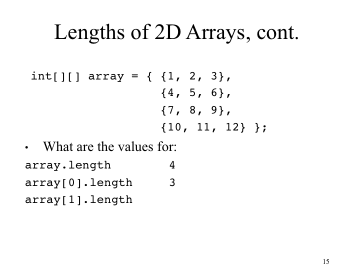 Lengths of 2D Arrays, cont.
int[][] array = { {1, 2, 3},
{4, 5, 6},
{7, 8, 9},
{10, 11, 12} };
• What are the values for:
array.length 4
array[0].length 3
array[1].length
15